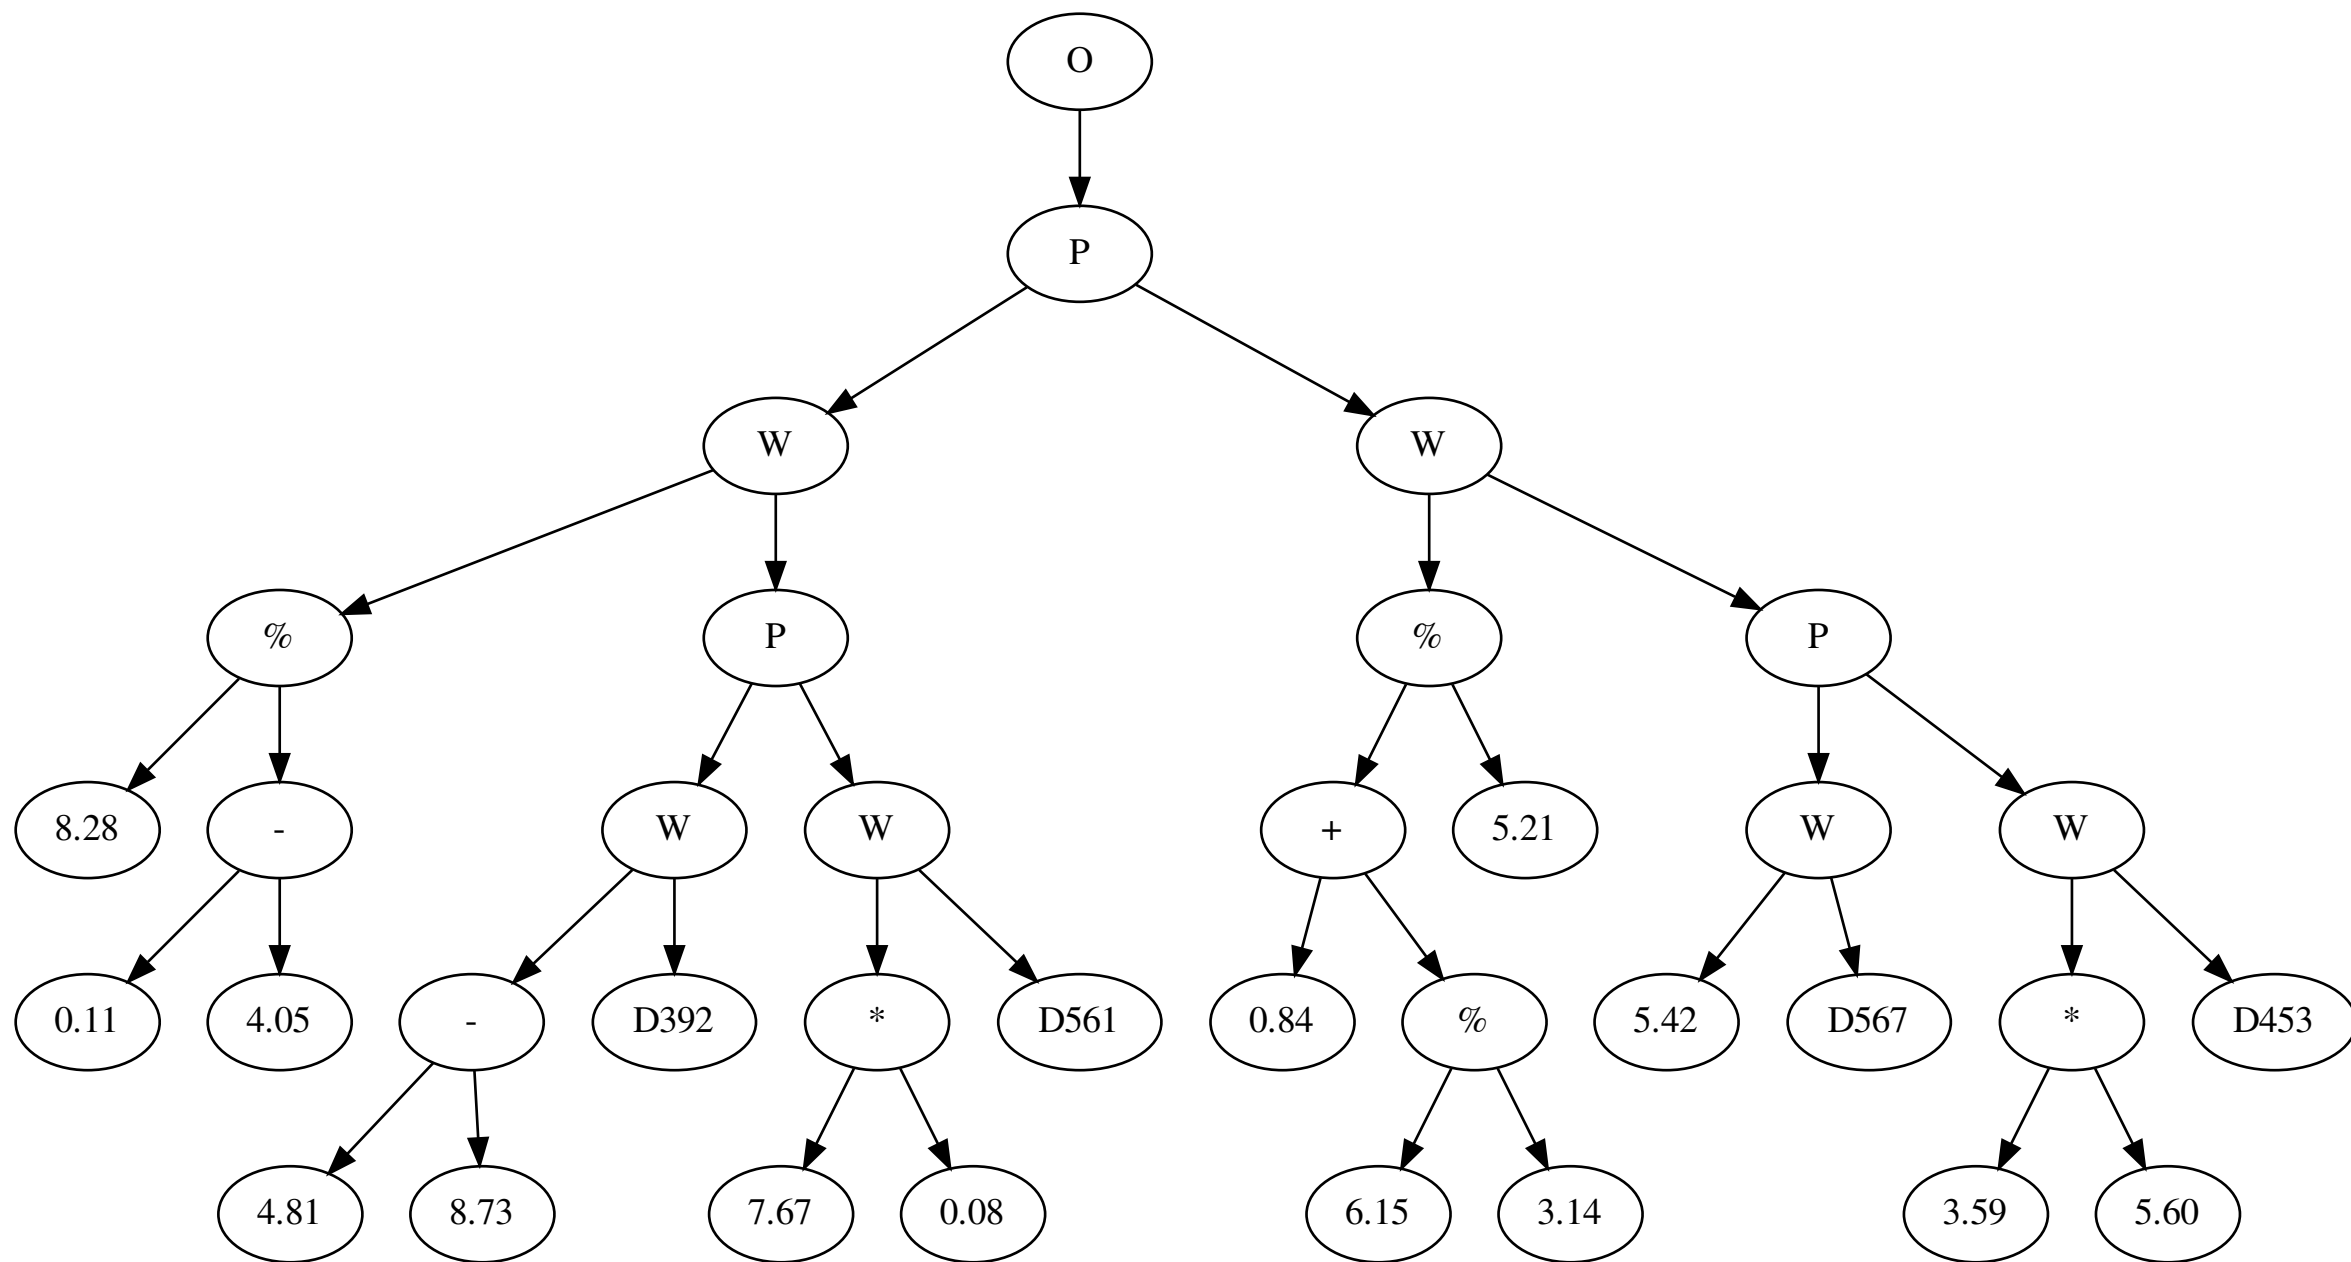 O
P
W W
% P % P
8.28 - W W + 5.21 W W
0.11 4.05 - D392 * D561 0.84 % 5.42 D567 * D453
4.81 8.73 7.67 0.08 6.15 3.14 3.59 5.60